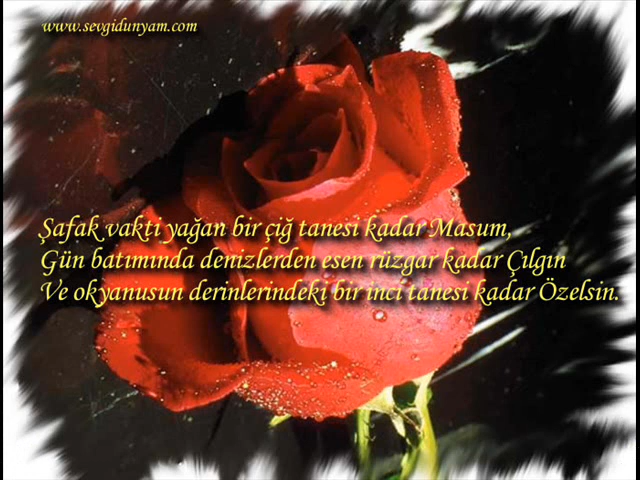 www.sevgidunyam.com
Şafak vakti yağan bir çiğ tanesi kadar Masum,
Gün batımında denizlerden esen rüzgar kadar Çılgın
Ve okyanusun derinlerindeki bir inci tanesi kadar Özelsin.